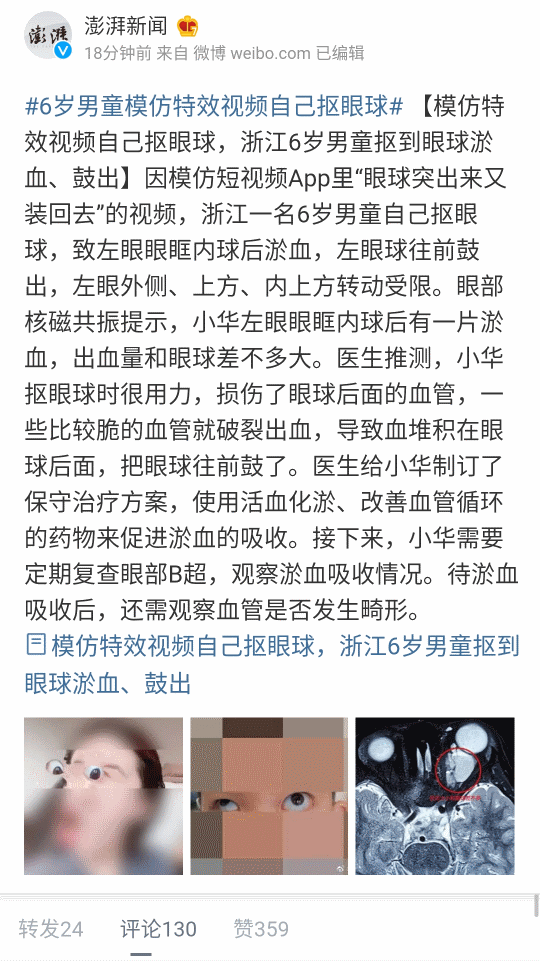 澎湃
澎湃新闻
18分钟前 来自 微博 weibo.com 已编辑
#6岁男童模仿特效视频自己抠眼球# 【模仿特
效视频自己抠眼球，浙江6岁男童抠到眼球淤
血、鼓出】因模仿短视频App里“眼球突出来又
装回去”的视频，浙江一名6岁男童自己抠眼
球，致左眼眼眶内球后淤血，左眼球往前鼓
出，左眼外侧、上方、内上方转动受限。眼部
核磁共振提示，小华左眼眼眶内球后有一片淤
血，出血量和眼球差不多大。医生推测，小华
抠眼球时很用力，损伤了眼球后面的血管，一
些比较脆的血管就破裂出血，导致血堆积在眼
球后面，把眼球往前鼓了。医生给小华制订了
保守治疗方案，使用活血化淤、改善血管循环
的药物来促进淤血的吸收。接下来，小华需要
定期复查眼部B超，观察淤血吸收情况。待淤血
吸收后，还需观察血管是否发生畸形。
模仿特效视频自己抠眼球，浙江6岁男童抠到
眼球淤血、鼓出
转发24 评论130 赞359